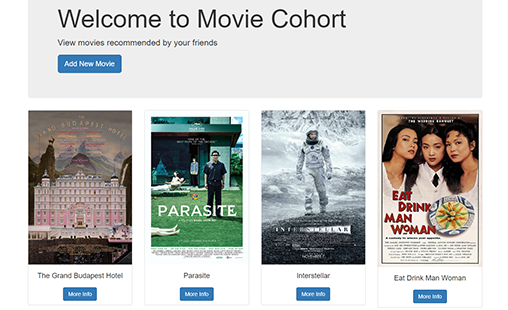 Welcome to Movie Cohort
View movies recommended by your friends
Add New Movie
GRAND BUDAPEST HOTEL
PARASITE
INTERSTELLAR
EAT
DRINK
MAN
WOMAN
The Grand Budapest Hotel
Parasite
Interstellar
Eat Drink Man Woman
More Info
More Info
More Info
More Info